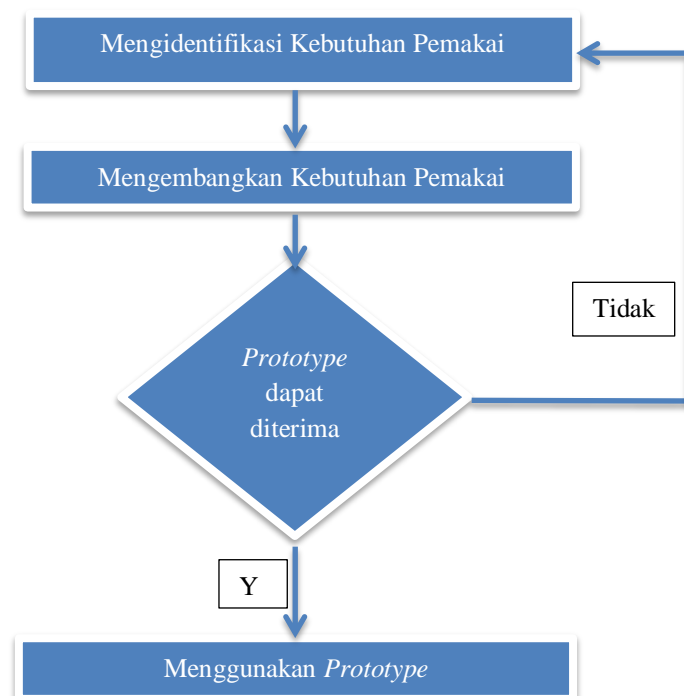 Mengidentifikasi Kebutuhan Pemakai
Mengembangkan Kebutuhan Pemakai
Prototype
dapat
diterima
Tidak
Y
Menggunakan Prototype